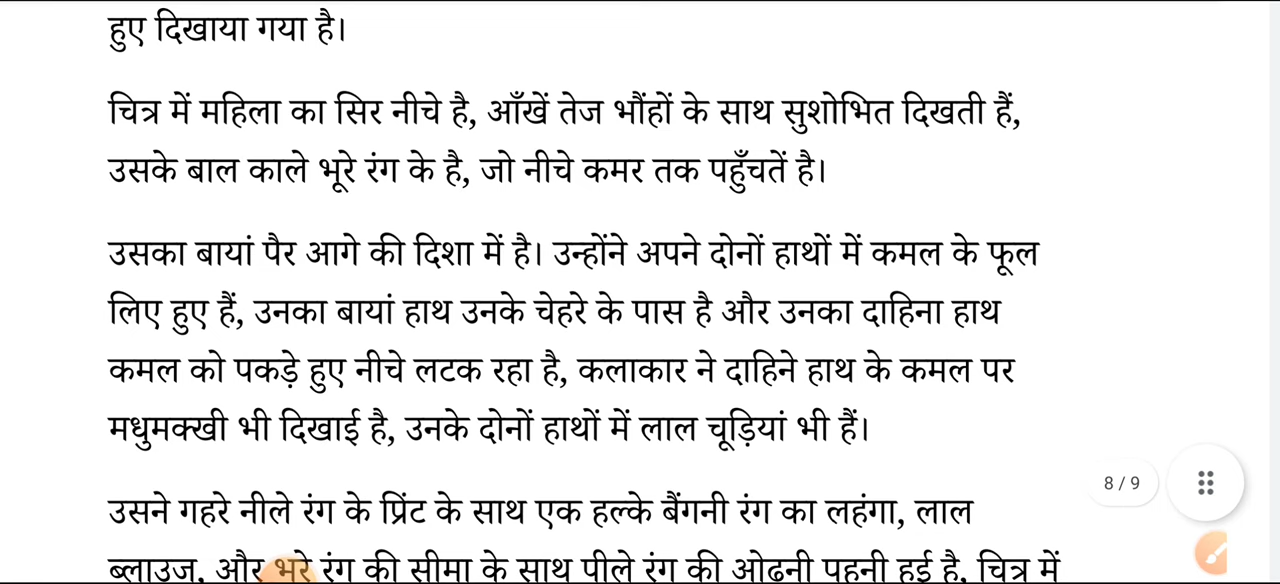 हुए दिखाया गया है।
चित्र में महिला का सिर नीचे है, आँखें तेज भौंहों के साथ सुशोभित दिखती हैं,
उसके बाल काले भूरे रंग के है, जो नीचे कमर तक पहुँचतें है।
उसका बायां पैर आगे की दिशा में है। उन्होंने अपने दोनों हाथों में कमल के फूल
लिए हुए हैं, उनका बायां हाथ उनके चेहरे के पास है और उनका दाहिना हाथ
कमल को पकड़े हुए नीचे लटक रहा है, कलाकार ने दाहिने हाथ के कमल पर
मधुमक्खी भी दिखाई है, उनके दोनों हाथों में लाल चूड़ियां भी हैं।
8 / 9
उसने गहरे नीले रंग के प्रिंट के साथ एक हल्के बैंगनी रंग का लहंगा, लाल
ब्लाउज, और भूरे रंग की सीमा के साथ पीले रंग की ओढ़नी पहनी हुई है, चित्र में